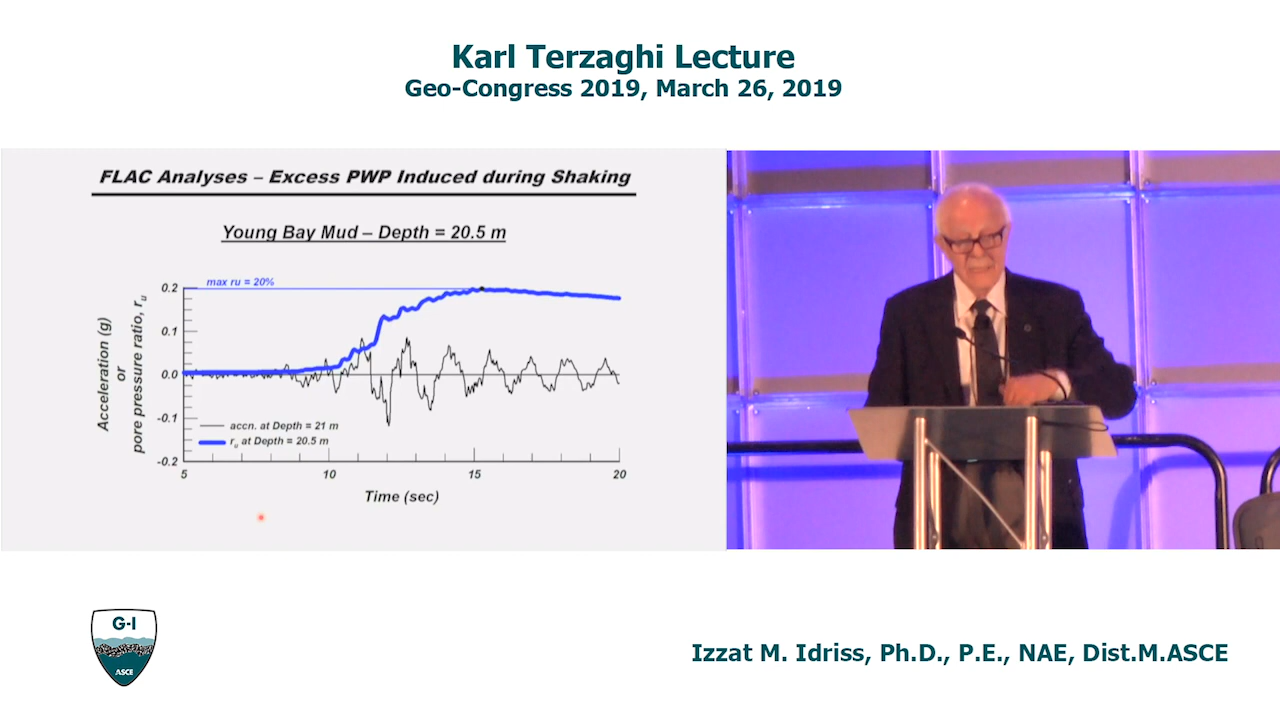 Karl Terzaghi Lecture
Geo-Congress 2019, March 26, 2019
FLAC Analyses – Excess PWP Induced during Shaking
Young Bay Mud – Depth = 20.5 m
max ru = 20%
0.2
0.1
0.0
-0.1
-0.2
Acceleration (g)
or
pore pressure ratio, ru
accn. at Depth = 21 m
ru at Depth = 20.5 m
5
10
15
20
Time (sec)
G-I
ASCE
Izzat M. Idriss, Ph.D., P.E., NAE, Dist.M.ASCE